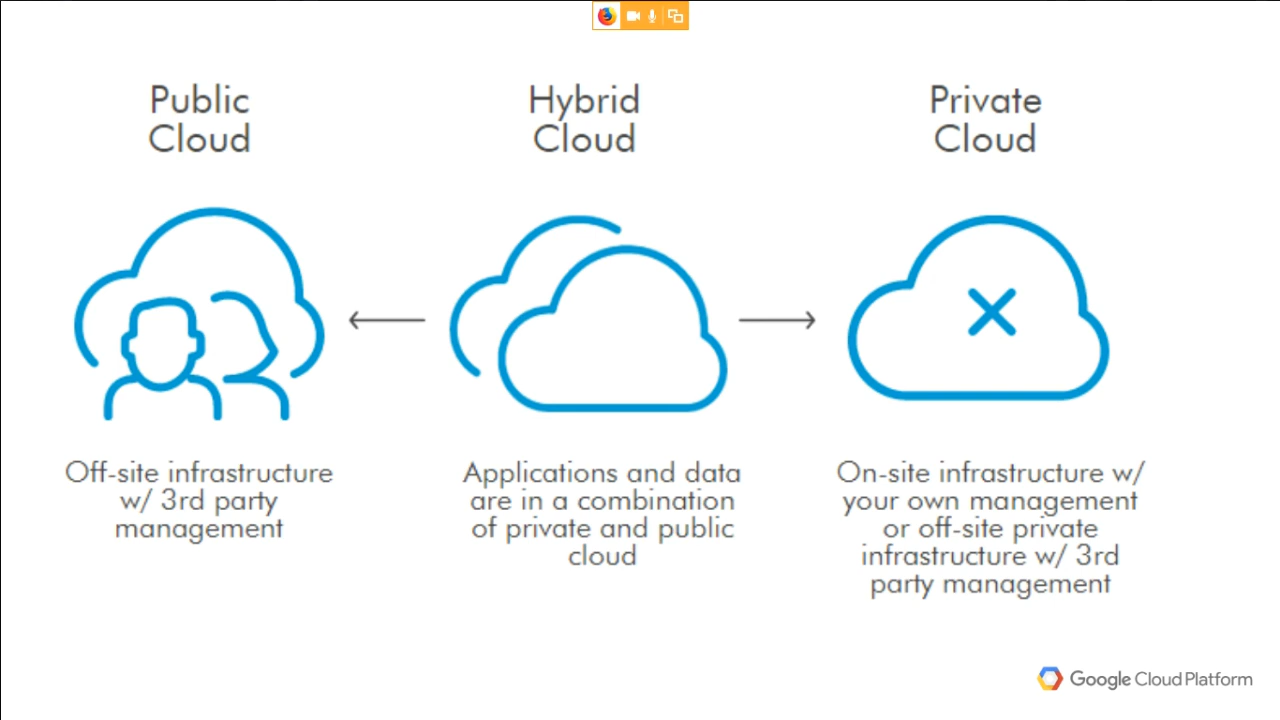 Public
Cloud
Hybrid
Cloud
Private
Cloud
Off-site infrastructure
w/ 3rd party
management
Applications and data
are in a combination
of private and public
cloud
On-site infrastructure w/
your own management
or off-site private
infrastructure w/ 3rd
party management
Google Cloud Platform